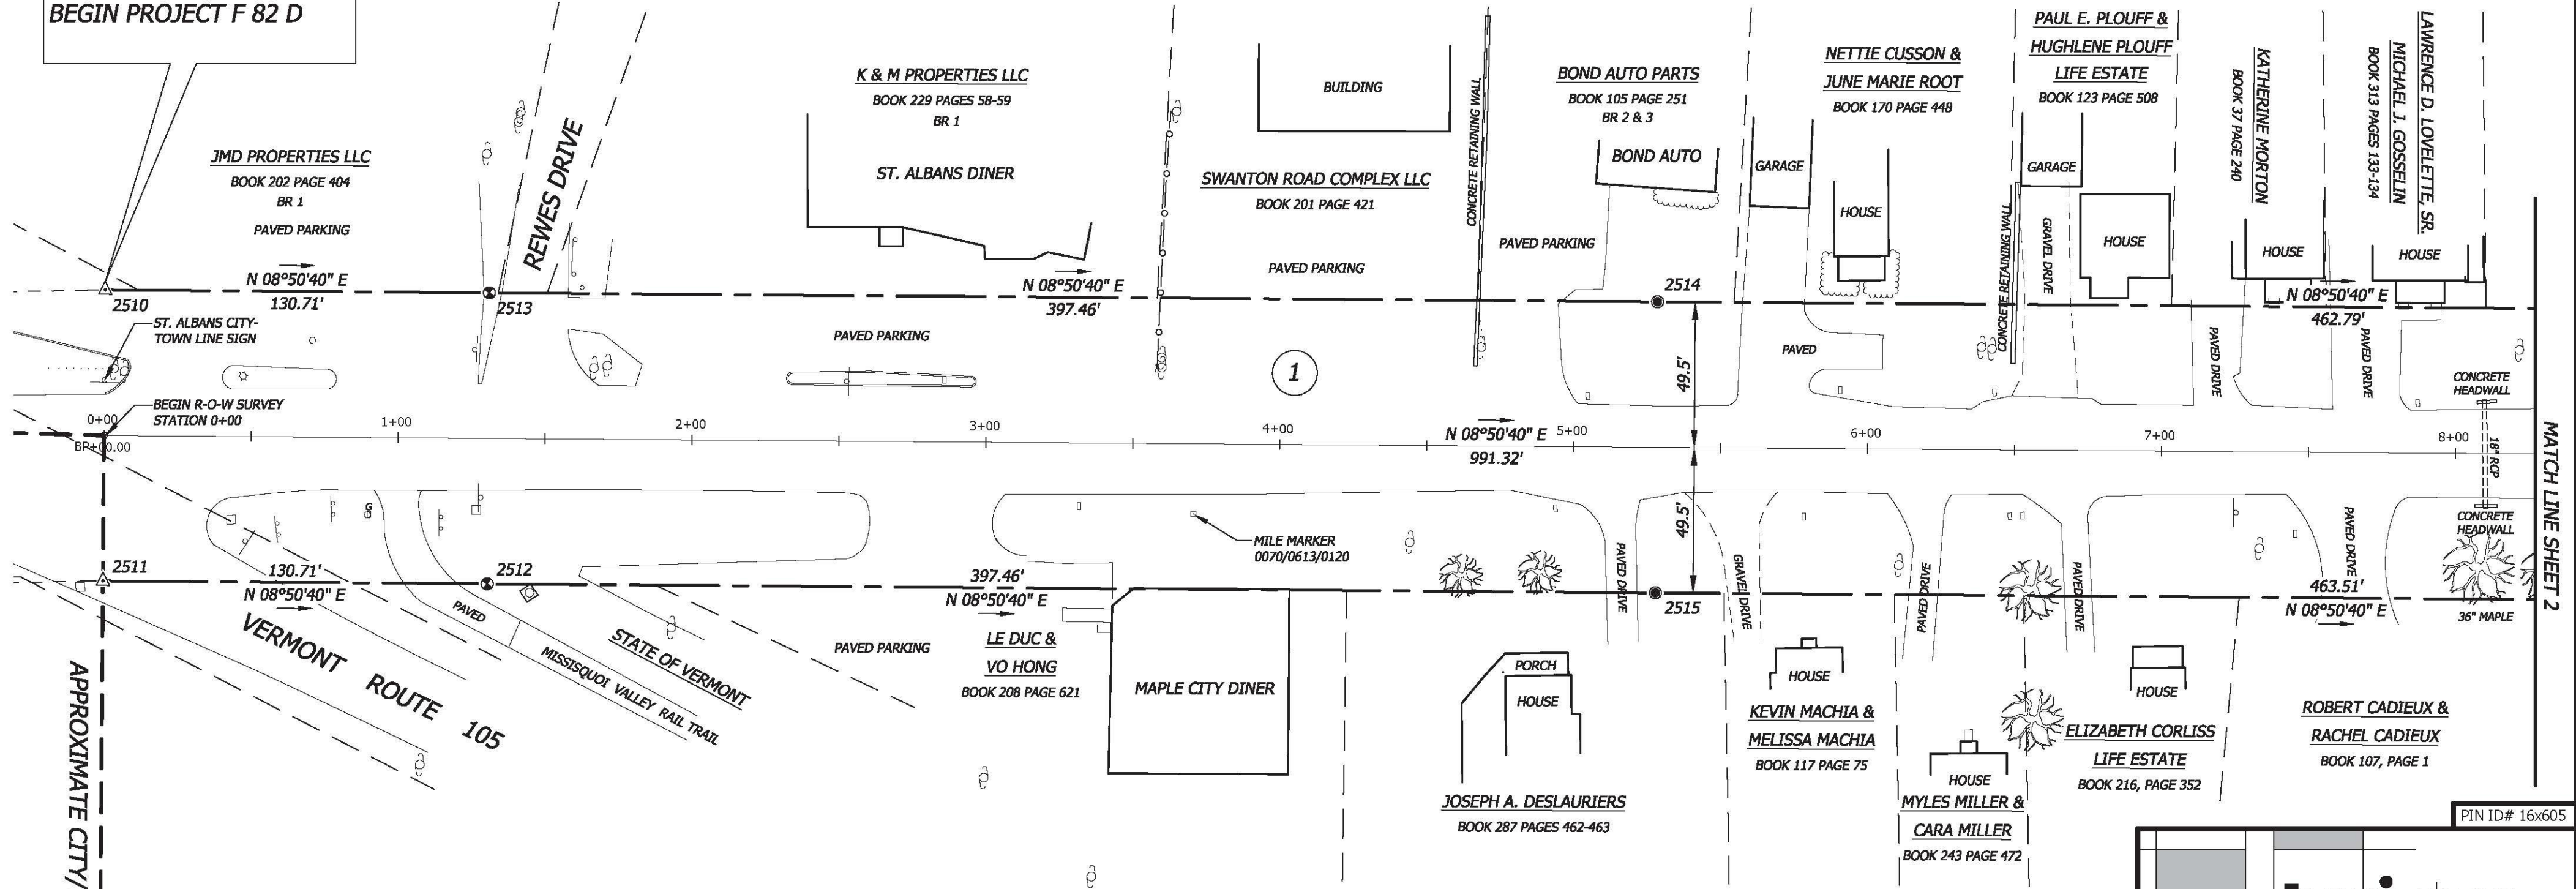 BEGIN PROJECT F 82 D
JMD PROPERTIES LLC
BOOK 202 PAGE 404
BR 1
PAVED PARKING
N 08°50'40" E
130.71'
2510
2513
ST. ALBANS CITY-
TOWN LINE SIGN
BEGIN R-O-W SURVEY
STATION 0+00
REWES DRIVE
K & M PROPERTIES LLC
BOOK 229 PAGES 58-59
BR 1
ST. ALBANS DINER
N 08°50'40" E
397.46'
PAVED PARKING
BUILDING
SWANTON ROAD COMPLEX LLC
BOOK 201 PAGE 421
PAVED PARKING
1
CONCRETE RETAINING WALL
BOND AUTO PARTS
BOOK 105 PAGE 251
BR 2 & 3
BOND AUTO
PAVED PARKING
2514
49.5'
NETTIE CUSSON &
JUNE MARIE ROOT
BOOK 170 PAGE 448
GARAGE
HOUSE
PAVED
CONCRETE RETAINING WALL
PAUL E. PLOUFF &
HUGHLENE PLOUFF
LIFE ESTATE
BOOK 123 PAGE 508
GARAGE
GRAVEL DRIVE
HOUSE
KATHERINE MORTON
BOOK 37 PAGE 240
HOUSE
PAVED DRIVE
LAWRENCE D. LOVELETTE, SR.
MICHAEL J. GOSSELIN
BOOK 313 PAGES 133-134
HOUSE
N 08°50'40" E
462.79'
PAVED DRIVE
CONCRETE
HEADWALL
18" RCP
CONCRETE
HEADWALL
MATCH LINE SHEET 2
0+00
BR+00.00
1+00
2+00
3+00
4+00
5+00
6+00
7+00
8+00
N 08°50'40" E
991.32'
G
2511
130.71'
N 08°50'40" E
2512
PAVED
VERMONT ROUTE 105
MISSISQUOI VALLEY RAIL TRAIL
STATE OF VERMONT
APPROXIMATE CITY/
PAVED PARKING
397.46'
N 08°50'40" E
LE DUC &
VO HONG
BOOK 208 PAGE 621
MAPLE CITY DINER
MILE MARKER
0070/0613/0120
PORCH
HOUSE
JOSEPH A. DESLAURIERS
BOOK 287 PAGES 462-463
PAVED DRIVE
49.5'
2515
GRAVEL DRIVE
HOUSE
KEVIN MACHIA &
MELISSA MACHIA
BOOK 117 PAGE 75
PAVED DRIVE
HOUSE
MYLES MILLER &
CARA MILLER
BOOK 243 PAGE 472
PAVED DRIVE
HOUSE
ELIZABETH CORLISS
LIFE ESTATE
BOOK 216, PAGE 352
PAVED DRIVE
463.51'
N 08°50'40" E
36" MAPLE
ROBERT CADIEUX &
RACHEL CADIEUX
BOOK 107, PAGE 1
PIN ID# 16x605